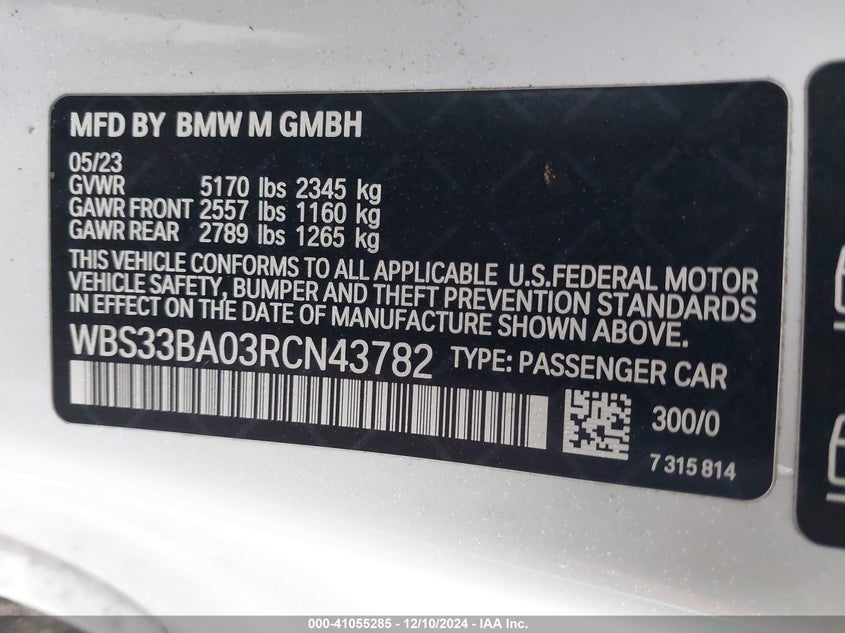 MFD BY BMW M GMBH
05/23
GVWR 5170 lbs 2345 kg
GAWR FRONT 2557 lbs 1160 kg
GAWR REAR 2789 lbs 1265 kg
THIS VEHICLE CONFORMS TO ALL APPLICABLE U.S.FEDERAL MOTOR
VEHICLE SAFETY, BUMPER AND THEFT PREVENTION STANDARDS
IN EFFECT ON THE DATE OF MANUFACTURE SHOWN ABOVE.
WBS33BA03RCN43782 TYPE: PASSENGER CAR
300/0
7 315 814
000-41055285 - 12/10/2024 - IAA Inc.